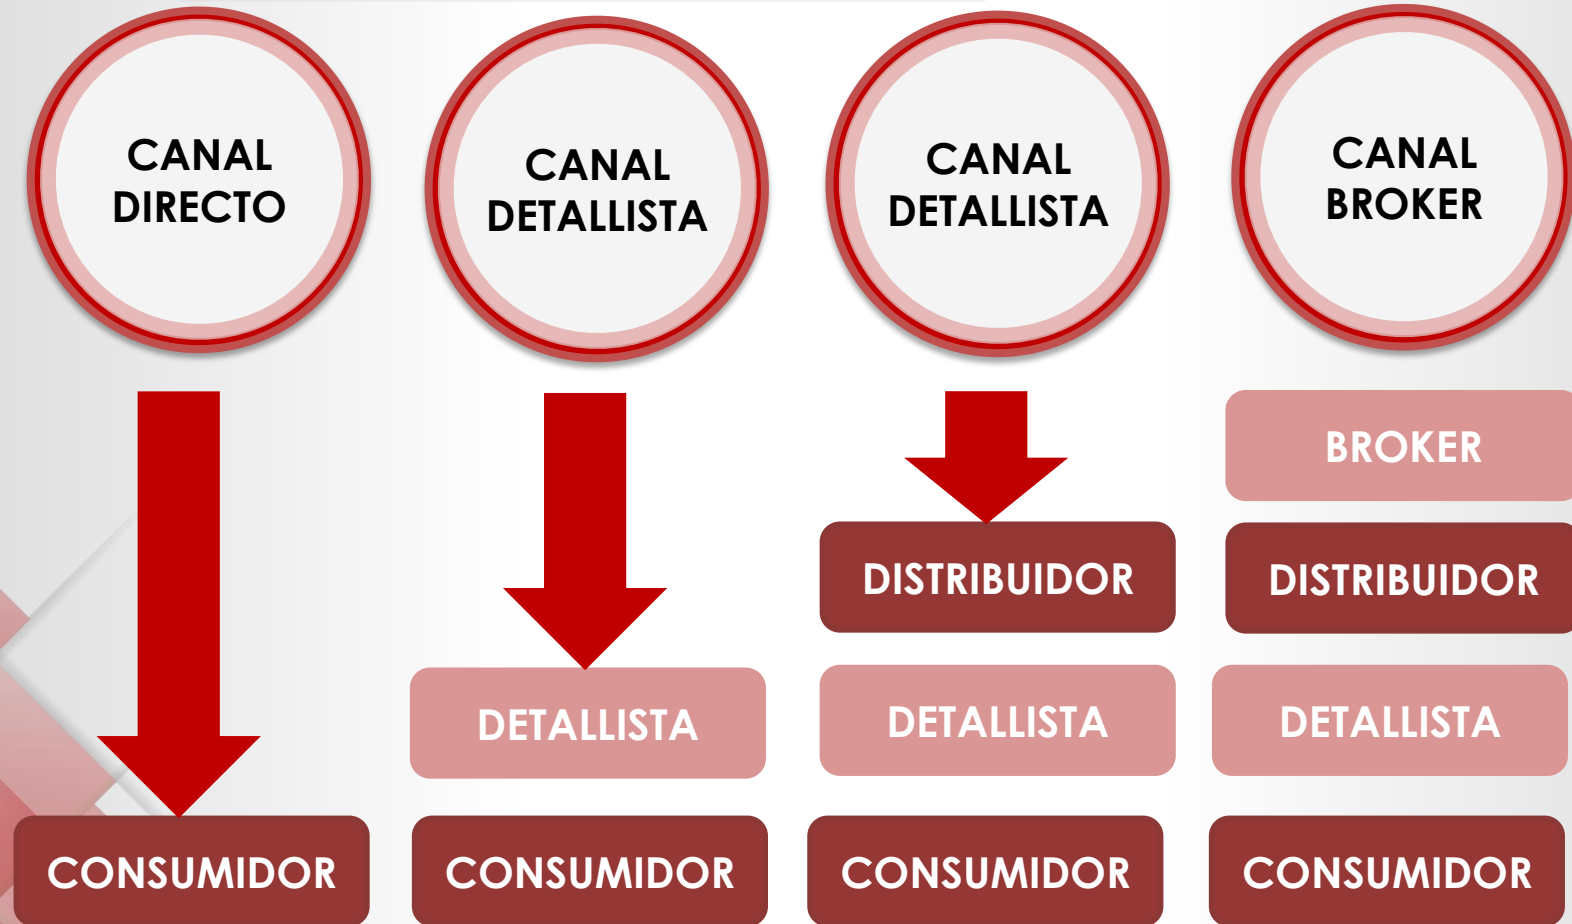 CANAL
DIRECTO
CANAL
DETALLISTA
CANAL
DETALLISTA
CANAL
BROKER
BROKER
DISTRIBUIDOR
DISTRIBUIDOR
DETALLISTA
DETALLISTA
DETALLISTA
CONSUMIDOR
CONSUMIDOR
CONSUMIDOR
CONSUMIDOR